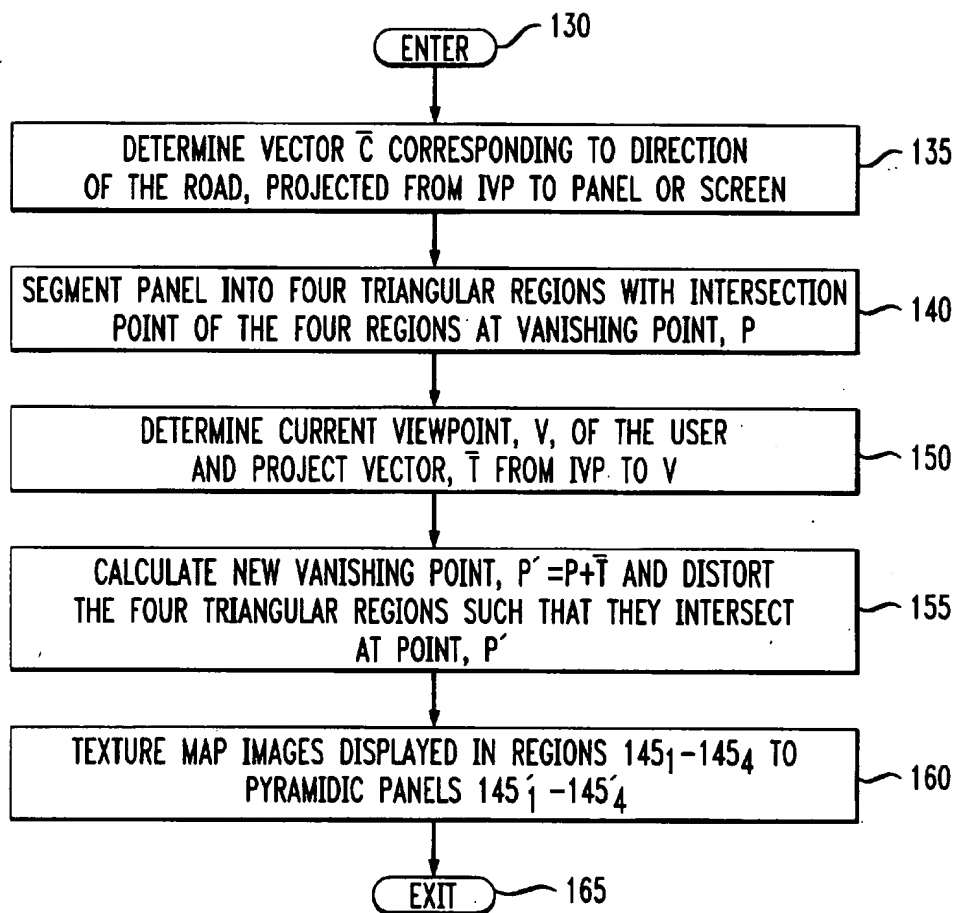 ENTER
130
DETERMINE VECTOR C̅ CORRESPONDING TO DIRECTION
OF THE ROAD, PROJECTED FROM IVP TO PANEL OR SCREEN
135
SEGMENT PANEL INTO FOUR TRIANGULAR REGIONS WITH INTERSECTION
POINT OF THE FOUR REGIONS AT VANISHING POINT, P
140
DETERMINE CURRENT VIEWPOINT, V, OF THE USER
AND PROJECT VECTOR, T̅ FROM IVP TO V
150
CALCULATE NEW VANISHING POINT, P´=P+T̅ AND DISTORT
THE FOUR TRIANGULAR REGIONS SUCH THAT THEY INTERSECT
AT POINT, P´
155
TEXTURE MAP IMAGES DISPLAYED IN REGIONS 145₁-145₄ TO
PYRAMIDIC PANELS 145´₁-145´₄
160
EXIT
165